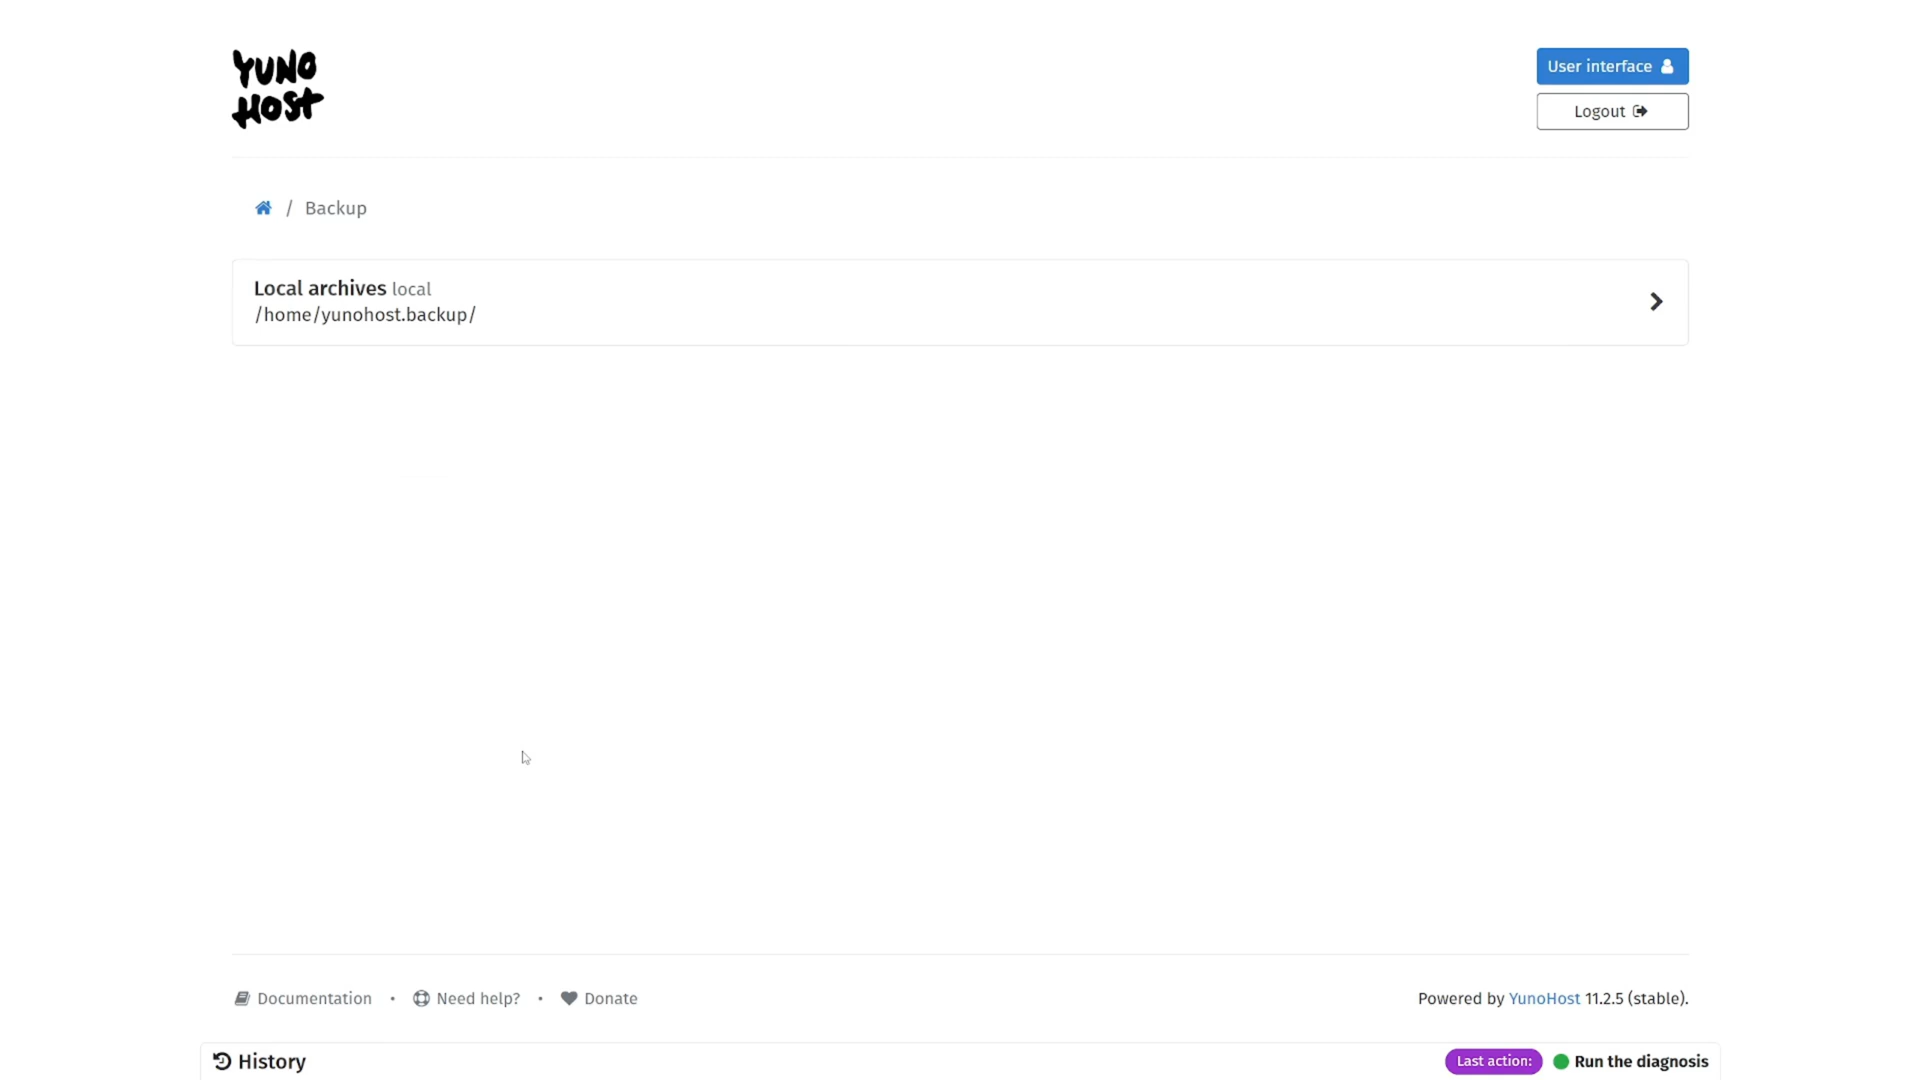 YUNO
HOST
User interface
Logout
/ Backup
Local archives local
/home/yunohost.backup/
Documentation • Need help? • Donate
Powered by YunoHost 11.2.5 (stable).
History
Last action: Run the diagnosis